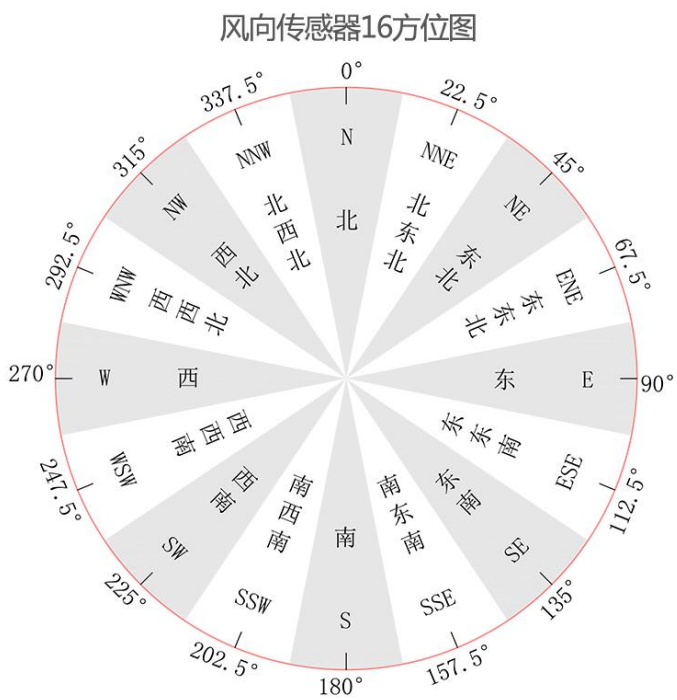 风向传感器16方位图
0°
N
北
22.5°
NNE
北东北
45°
NE
东北
67.5°
ENE
东东北
90°
E
东
112.5°
ESE
东东南
135°
SE
东南
157.5°
SSE
南东南
180°
S
南
202.5°
SSW
南西南
225°
SW
西南
247.5°
WSW
西西南
270°
W
西
292.5°
WNW
西西北
315°
NW
西北
337.5°
NNW
北西北